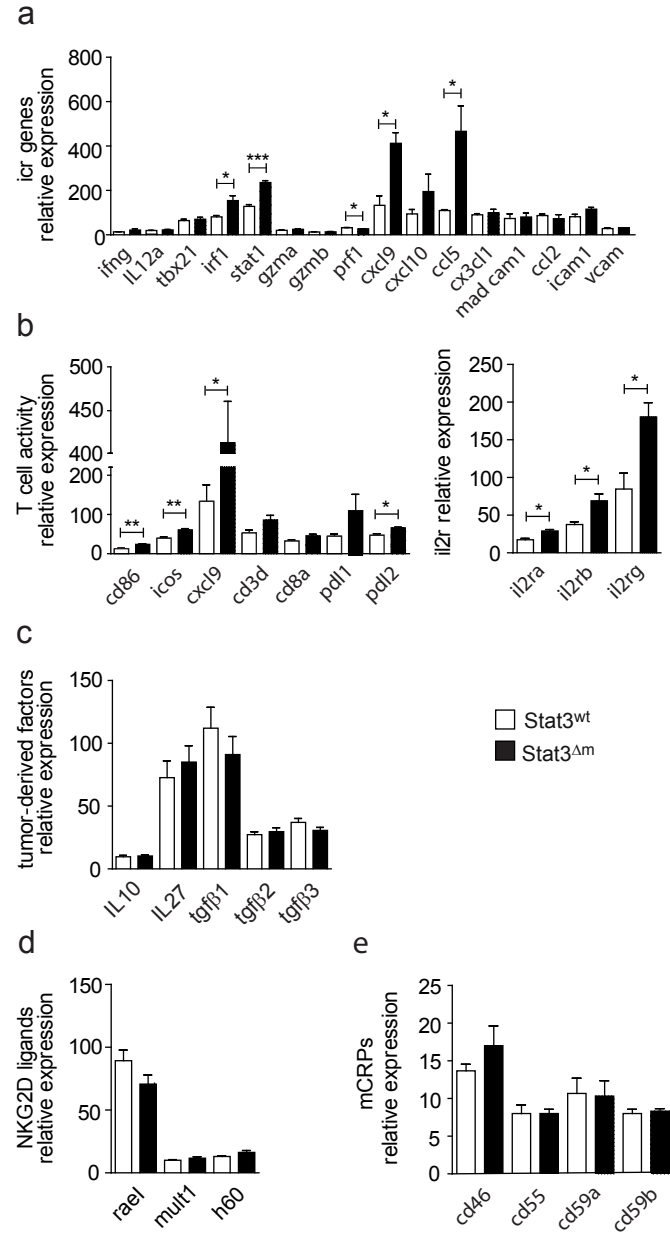 a
icr genes
relative expression
800
600
400
200
0
* *** * * *
ifng IL12a tbx21 irf1 stat1 gzma gzmb prf1 cxcl9 cxcl10 ccl5 cx3cl1 mad cam1 ccl2 icam1 vcam
b
T cell activity
relative expression
500
450
400
200
100
0
** ** * *
cd86 icos cxcl9 cd3d cd8a pdl1 pdl2
il2r relative expression
250
200
150
100
50
0
* * *
il2ra il2rb il2rg
c
tumor-derived factors
relative expression
150
100
50
0
IL10 IL27 tgfβ1 tgfβ2 tgfβ3
Stat3wt
Stat3Δm
d
NKG2D ligands
relative expression
150
100
50
0
rael mult1 h60
e
mCRPs
relative expression
25
20
15
10
5
0
cd46 cd55 cd59a cd59b